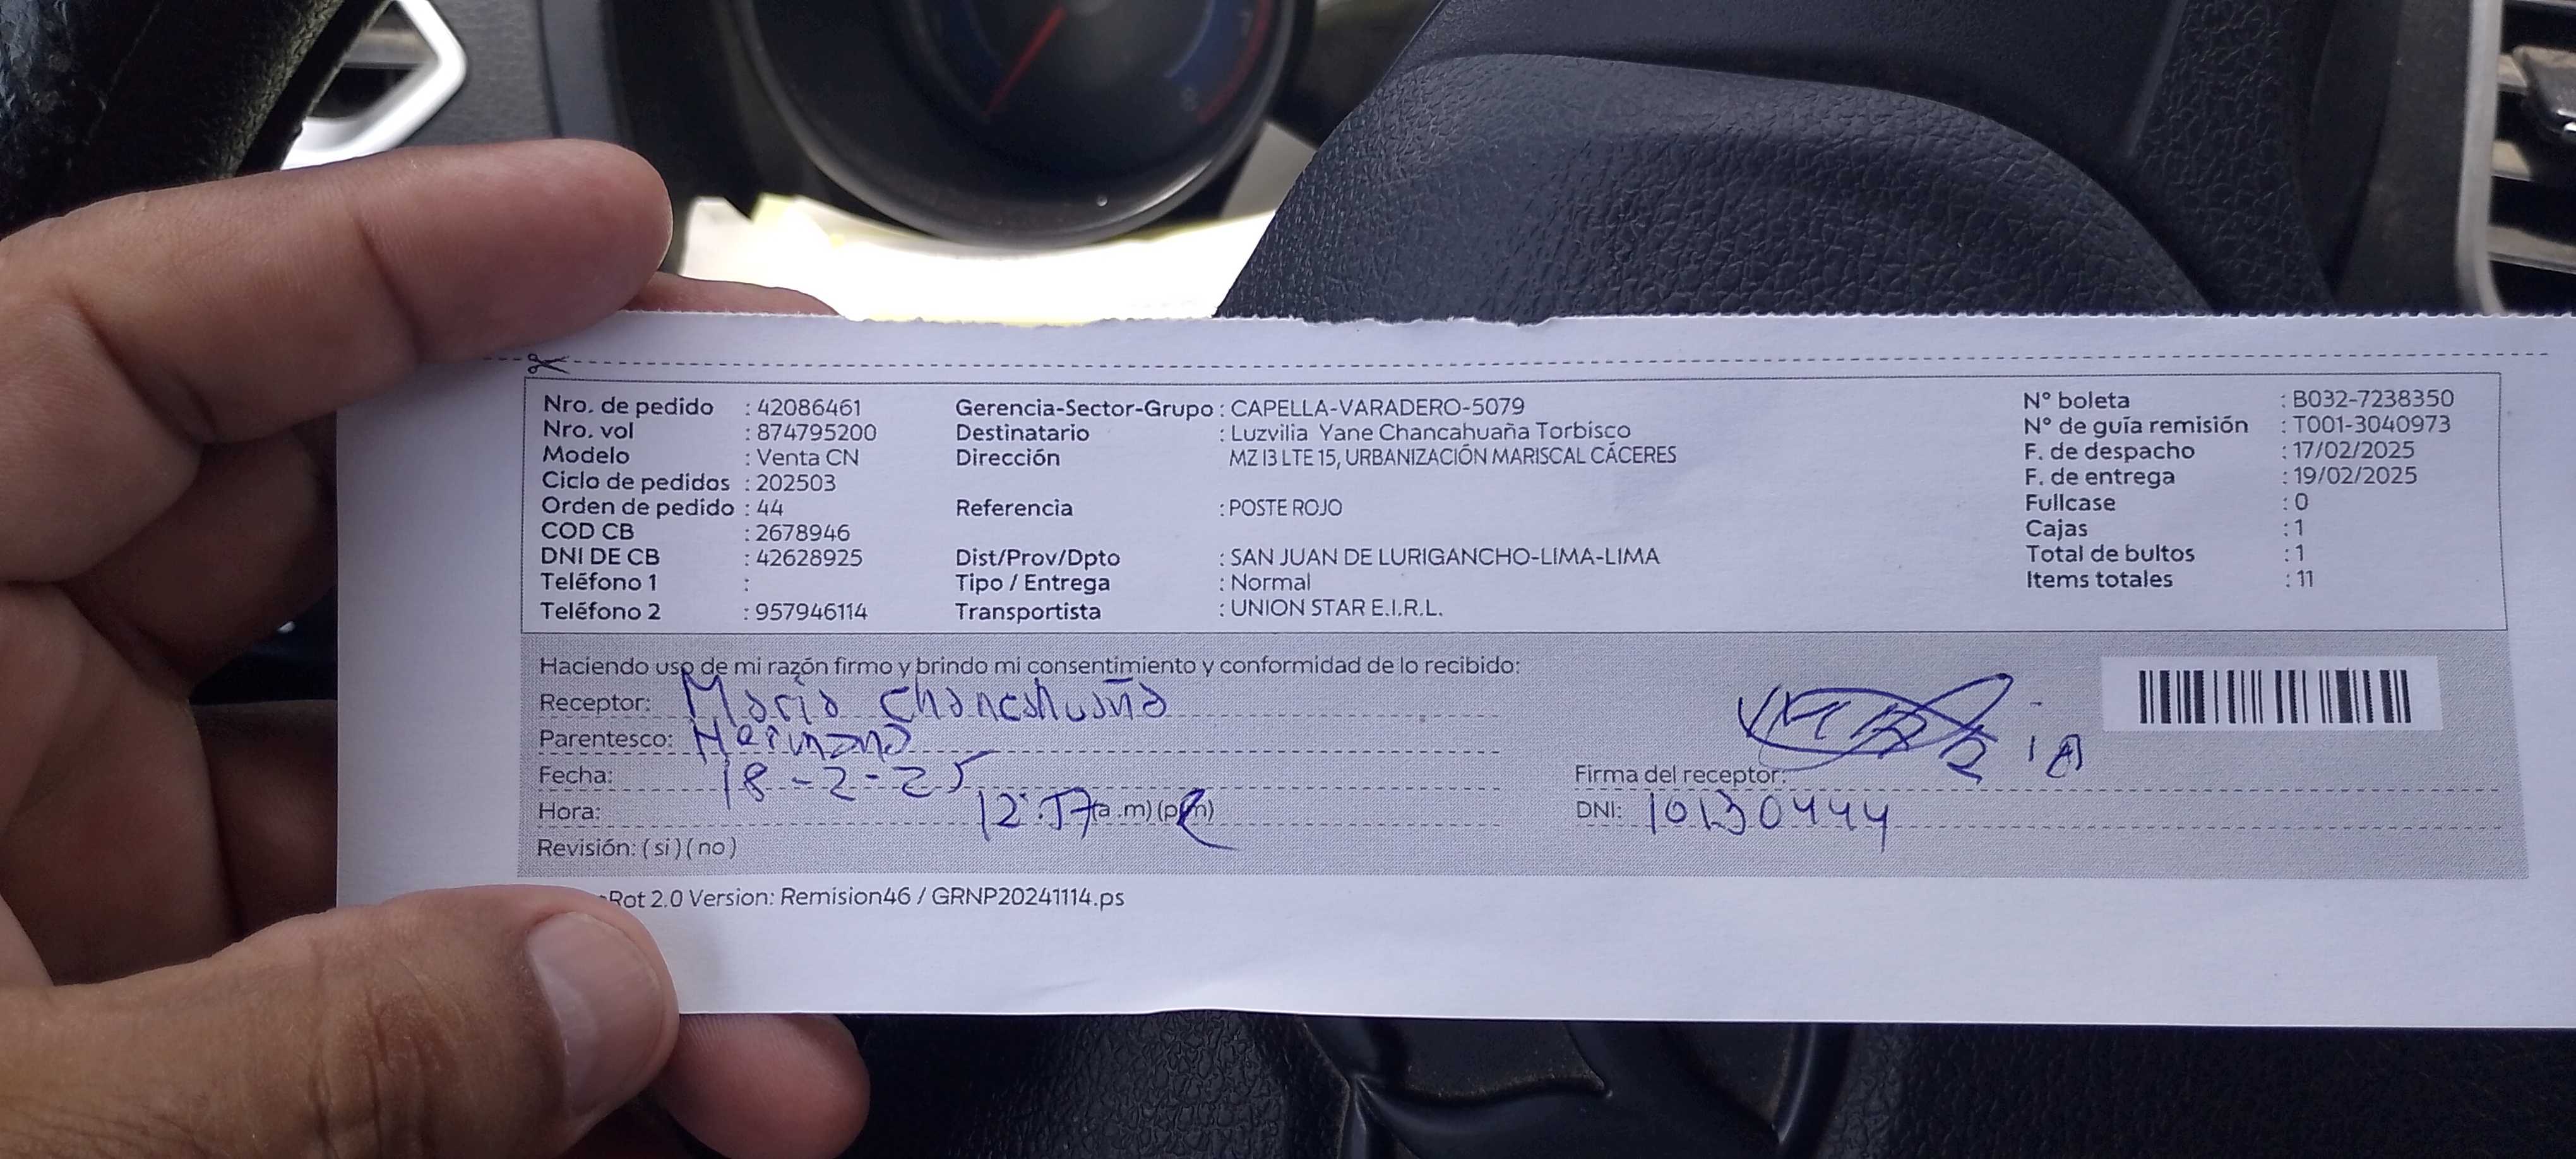 Nro. de pedido : 42086461 Gerencia-Sector-Grupo : CAPELLA-VARADERO-5079 N° boleta : B032-7238350
Nro. vol : 874795200 Destinatario : Luzvilia Yane Chancahuaña Torbisco N° de guía remisión : T001-3040973
Modelo : Venta CN Dirección MZ I3 LTE 15, URBANIZACIÓN MARISCAL CÁCERES F. de despacho : 17/02/2025
Ciclo de pedidos : 202503 F. de entrega : 19/02/2025
Orden de pedido : 44 Referencia : POSTE ROJO Fullcase : 0
COD CB : 2678946 Cajas : 1
DNI DE CB : 42628925 Dist/Prov/Dpto : SAN JUAN DE LURIGANCHO-LIMA-LIMA Total de bultos : 1
Teléfono 1 : Tipo / Entrega : Normal Items totales : 11
Teléfono 2 : 957946114 Transportista : UNION STAR E.I.R.L.
Haciendo uso de mi razón firmo y brindo mi consentimiento y conformidad de lo recibido:
Receptor: Maria Chancahuaña
Parentesco: Hermana
Fecha: 18-2-25 Firma del receptor:
Hora: 12:57 (a.m) (pm) DNI: 10130444
Revisión: (si) (no)
Rot 2.0 Version: Remision46 / GRNP20241114.ps